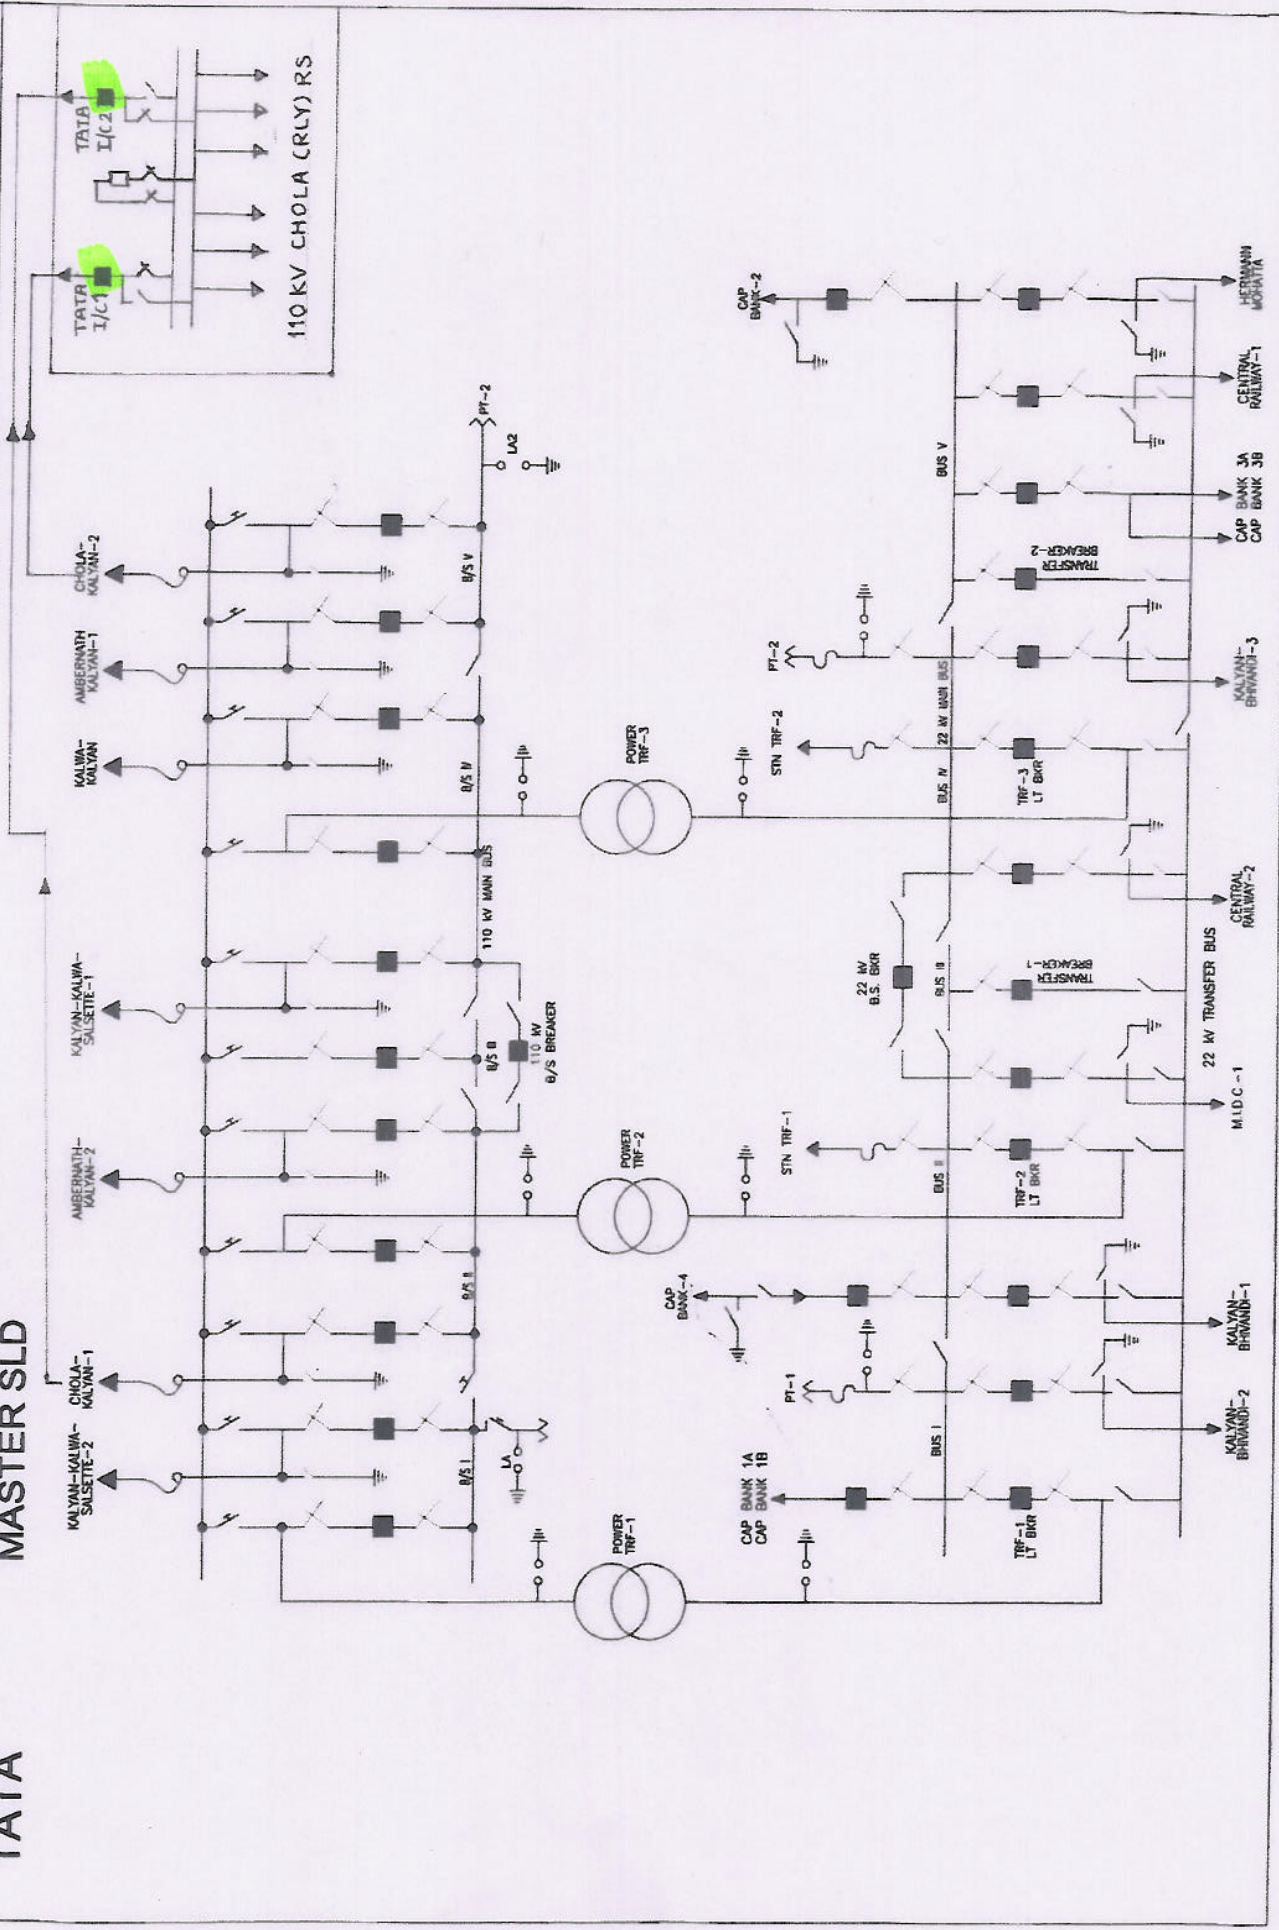 TATA
MASTER SLD
TATA
I/C1
TATA
I/C2
110 KV CHOLA (RLY) RS
KALYAN-KALWA-
SALSETTE-2
CHOLA-
KALYAN-1
AMBERNATH-
KALYAN-2
KALYAN-KALWA-
SALSETTE-1
KALWA-
KALYAN
AMBERNATH
KALYAN-1
CHOLA-
KALYAN-2
B/S I
B/S II
B/S III
110 KV MAIN BUS
B/S IV
B/S V
PT-2
LA
LA2
110 kV
B/S BREAKER
POWER
TRF-1
POWER
TRF-2
POWER
TRF-3
CAP BANK 1A
CAP BANK 1B
PT-1
CAP
BANK-4
STN TRF-1
22 kV
B.S. BKR
STN TRF-2
PT-2
CAP
BANK-2
BUS I
BUS II
BUS III
BUS IV
22 kV MAIN BUS
BUS V
TRF-1
LT BKR
TRF-2
LT BKR
TRANSFER
BREAKER-1
TRF-3
LT BKR
TRANSFER
BREAKER-2
22 kV TRANSFER BUS
KALYAN-
BHIVANDI-2
KALYAN-
BHIVANDI-1
M.I.D.C -1
CENTRAL
RAILWAY-2
KALYAN-
BHIVANDI-3
CAP BANK 3A
CAP BANK 3B
CENTRAL
RAILWAY-1
HERMANN
MOHATTA